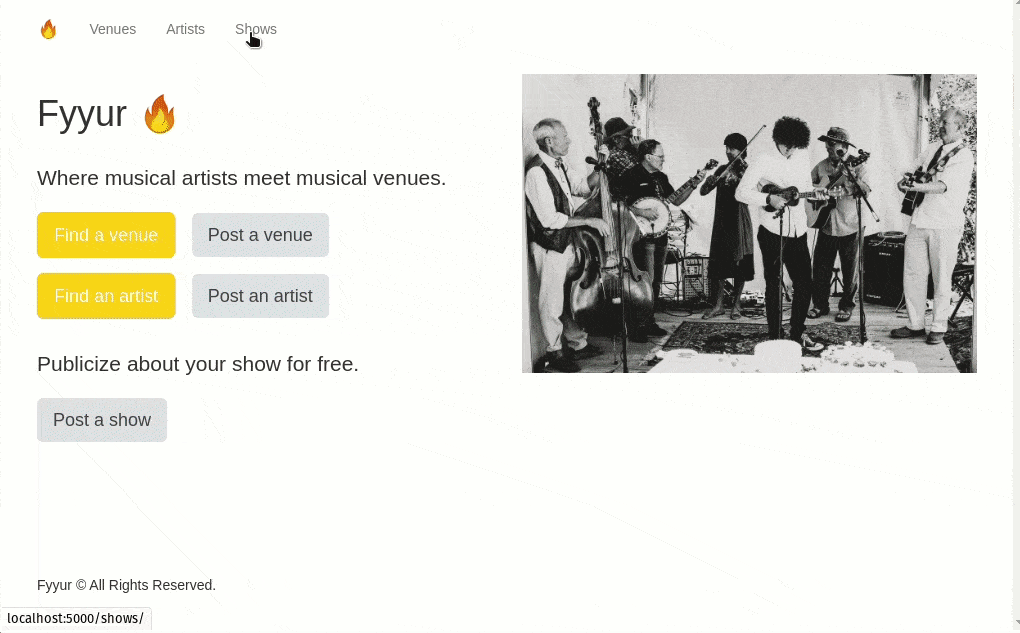 Venues Artists Shows
Fyyur 🔥
Where musical artists meet musical venues.
Find a venue Post a venue
Find an artist Post an artist
Publicize about your show for free.
Post a show
Fyyur © All Rights Reserved.
localhost:5000/shows/